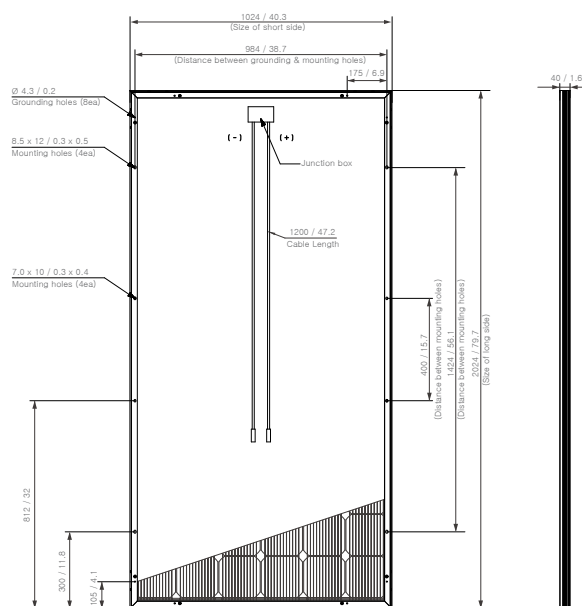 1024 / 40.3
(Size of short side)
984 / 38.7
(Distance between grounding & mounting holes)
175 / 6.9
40 / 1.6
Ø 4.3 / 0.2
Grounding holes (8ea)
(-)
(+)
8.5 x 12 / 0.3 x 0.5
Mounting holes (4ea)
Junction box
1200 / 47.2
Cable Length
7.0 x 10 / 0.3 x 0.4
Mounting holes (4ea)
400 / 15.7
(Distance between mounting holes)
1424 / 56.1
(Distance between mounting holes)
2024 / 79.7
(Size of long side)
812 / 32
300 / 11.8
105 / 4.1